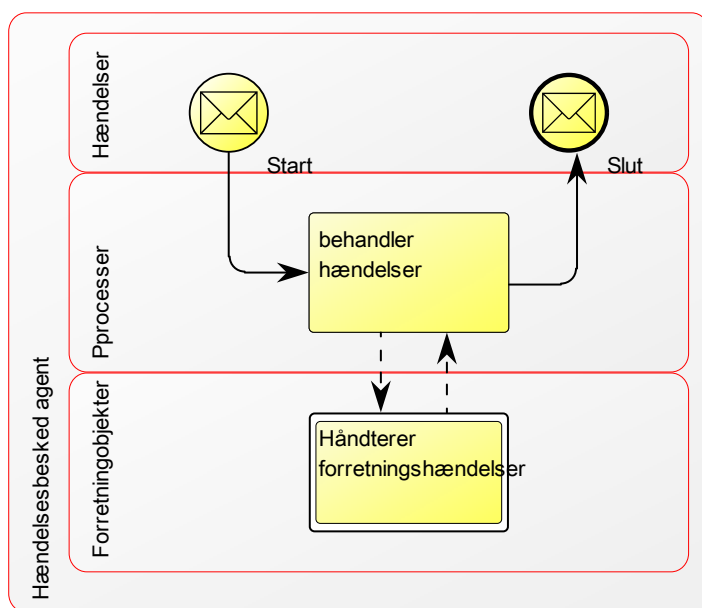 Hændelsesbesked agent
Hændelser
Start
Slut
Pprocesser
behandler
hændelser
Forretningobjekter
Håndterer
forretningshændelser